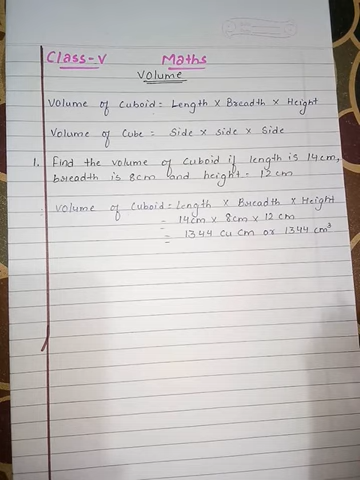 Class-V Maths
Volume
Volume of Cuboid = Length × Breadth × Height
Volume of Cube = Side × side × Side
1. Find the volume of Cuboid if length is 14cm,
breadth is 8cm and height = 12cm
Volume of Cuboid = Length × Breadth × Height
= 14cm × 8cm × 12 cm
= 1344 Cu Cm or 1344 cm³